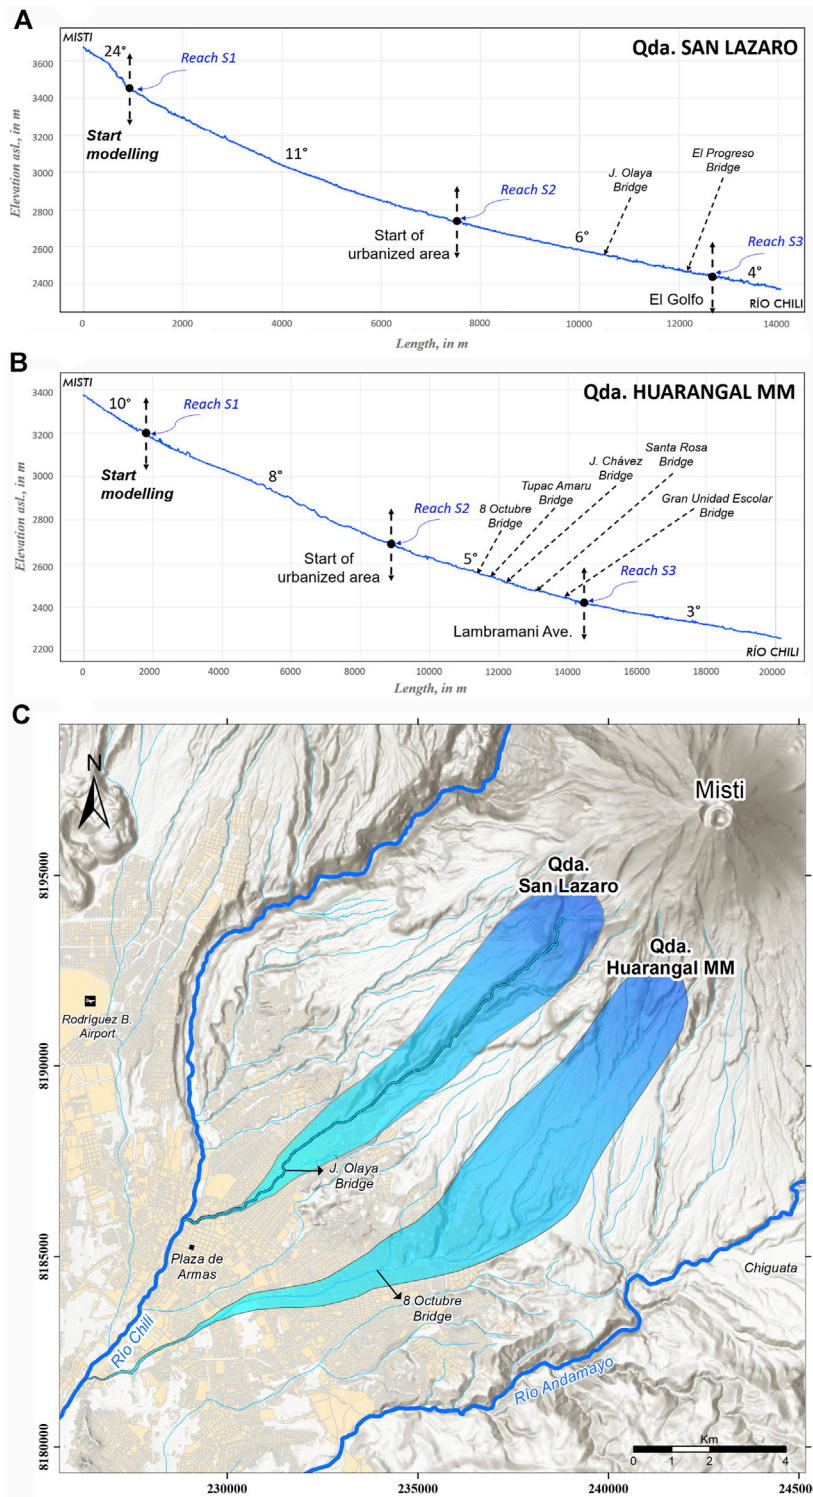 A
MISTI
24°
Reach S1
Qda. SAN LAZARO
Start
modelling
11°
Reach S2
Start of
urbanized area
6°
J. Olaya
Bridge
El Progreso
Bridge
Reach S3
4°
El Golfo
RÍO CHILI
Elevation asl., in m
3600
3400
3200
3000
2800
2600
2400
0
2000
4000
6000
8000
10000
12000
14000
Length, in m
B
MISTI
10°
Reach S1
Qda. HUARANGAL MM
Start
modelling
8°
Reach S2
Start of
urbanized area
5°
8 Octubre
Bridge
Tupac Amaru
Bridge
J. Chávez
Bridge
Santa Rosa
Bridge
Gran Unidad Escolar
Bridge
Reach S3
3°
Lambramani Ave.
RÍO CHILI
Elevation asl., in m
3400
3200
3000
2800
2600
2400
2200
0
2000
4000
6000
8000
10000
12000
14000
16000
18000
20000
Length, in m
C
N
Misti
Qda.
San Lazaro
Qda.
Huarangal MM
Rodriguez B.
Airport
J. Olaya
Bridge
Plaza de
Armas
8 Octubre
Bridge
Chiguata
Río Chili
Río Andamayo
Km
0
1
2
4
8195000
8190000
8185000
8180000
230000
235000
240000
245000